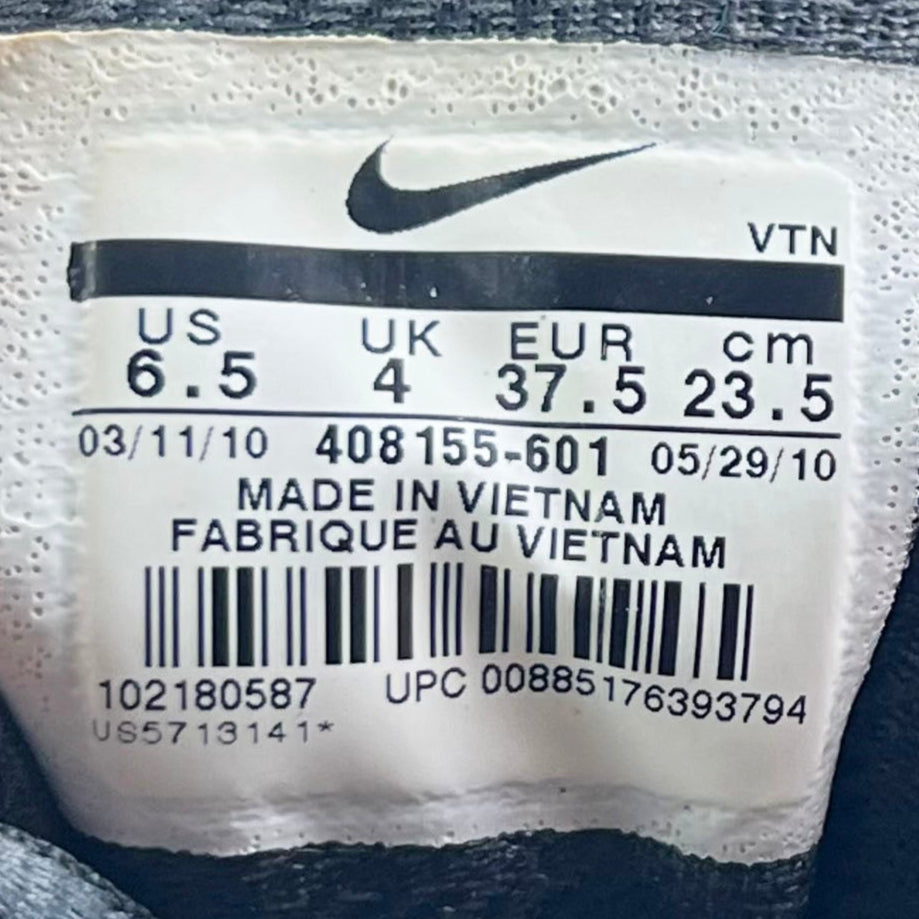 VTN
US UK EUR cm
6.5 4 37.5 23.5
03/11/10 408155-601 05/29/10
MADE IN VIETNAM
FABRIQUE AU VIETNAM
102180587 UPC 00885176393794
US5713141*